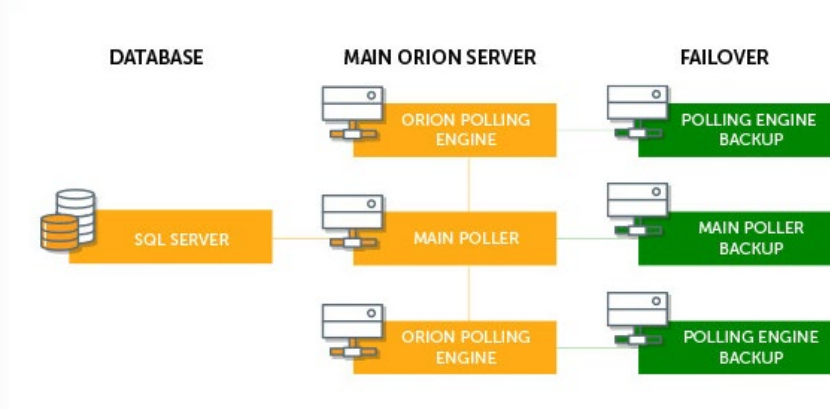 DATABASE
MAIN ORION SERVER
FAILOVER
ORION POLLING
ENGINE
POLLING ENGINE
BACKUP
SQL SERVER
MAIN POLLER
MAIN POLLER
BACKUP
ORION POLLING
ENGINE
POLLING ENGINE
BACKUP